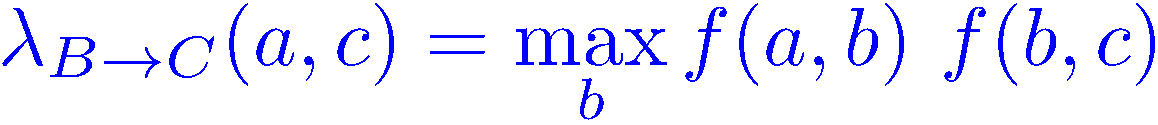 λ_{B→C}(a, c) = max_b f(a, b) f(b, c)